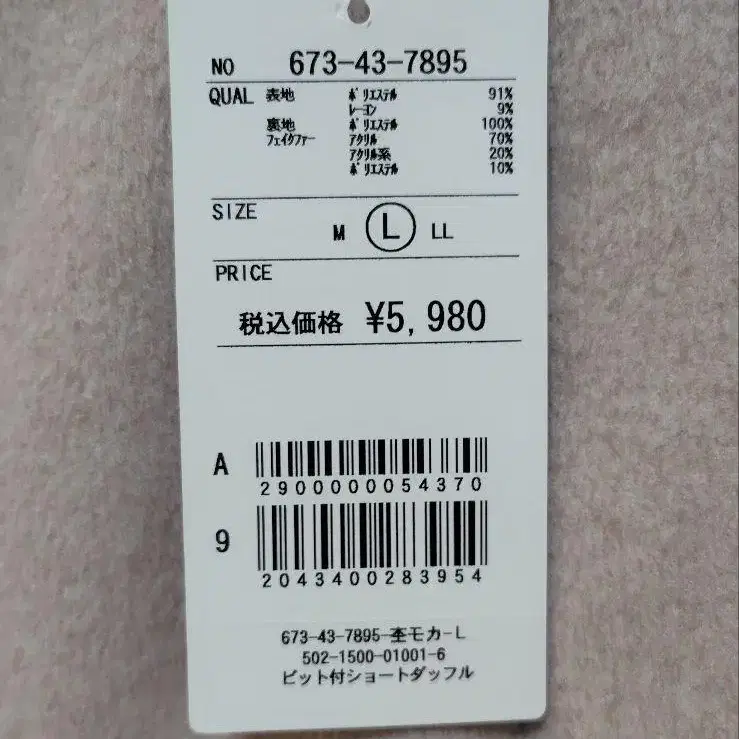 NO 673-43-7895
QUAL 表地 ポリエステル 91%
レーヨン 9%
裏地 ポリエステル 100%
フェイクファー アクリル 70%
アクリル系 20%
ポリエステル 10%
SIZE
M L LL
PRICE
税込価格 ¥5,980
A
2900000054370
9
2043400283954
673-43-7895-杢モカ-L
502-1500-01001-6
ビット付ショートダッフル